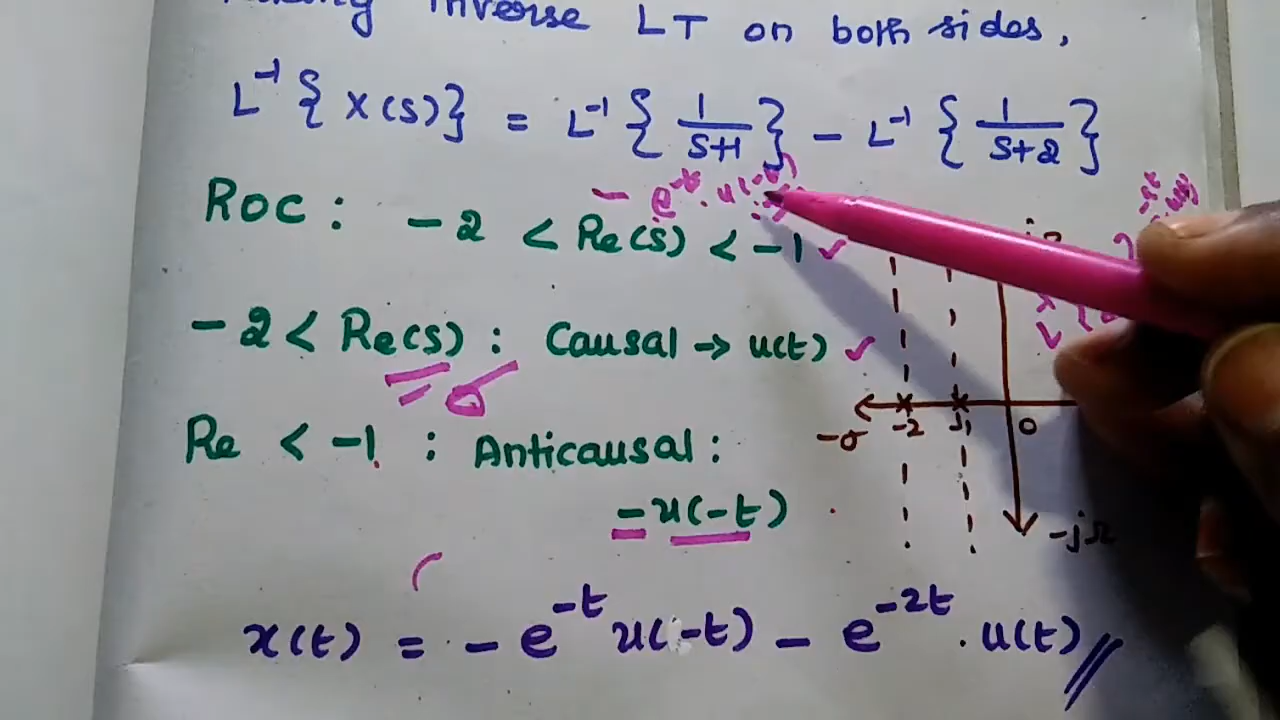 inverse LT on both sides,
L⁻¹ { X(S)} = L⁻¹ { 1/S+1 } - L⁻¹ { 1/S+2 }
- e⁻ᵗ . u(-t)
ROC : -2 < Re(s) < -1 ✓
-2 < Re(s) : Causal → u(t) ✓
Re < -1 : Anticausal :
-u(-t)
-σ -2 -1 0
-jΩ
x(t) = - e⁻ᵗ u(-t) - e⁻²ᵗ . u(t) //